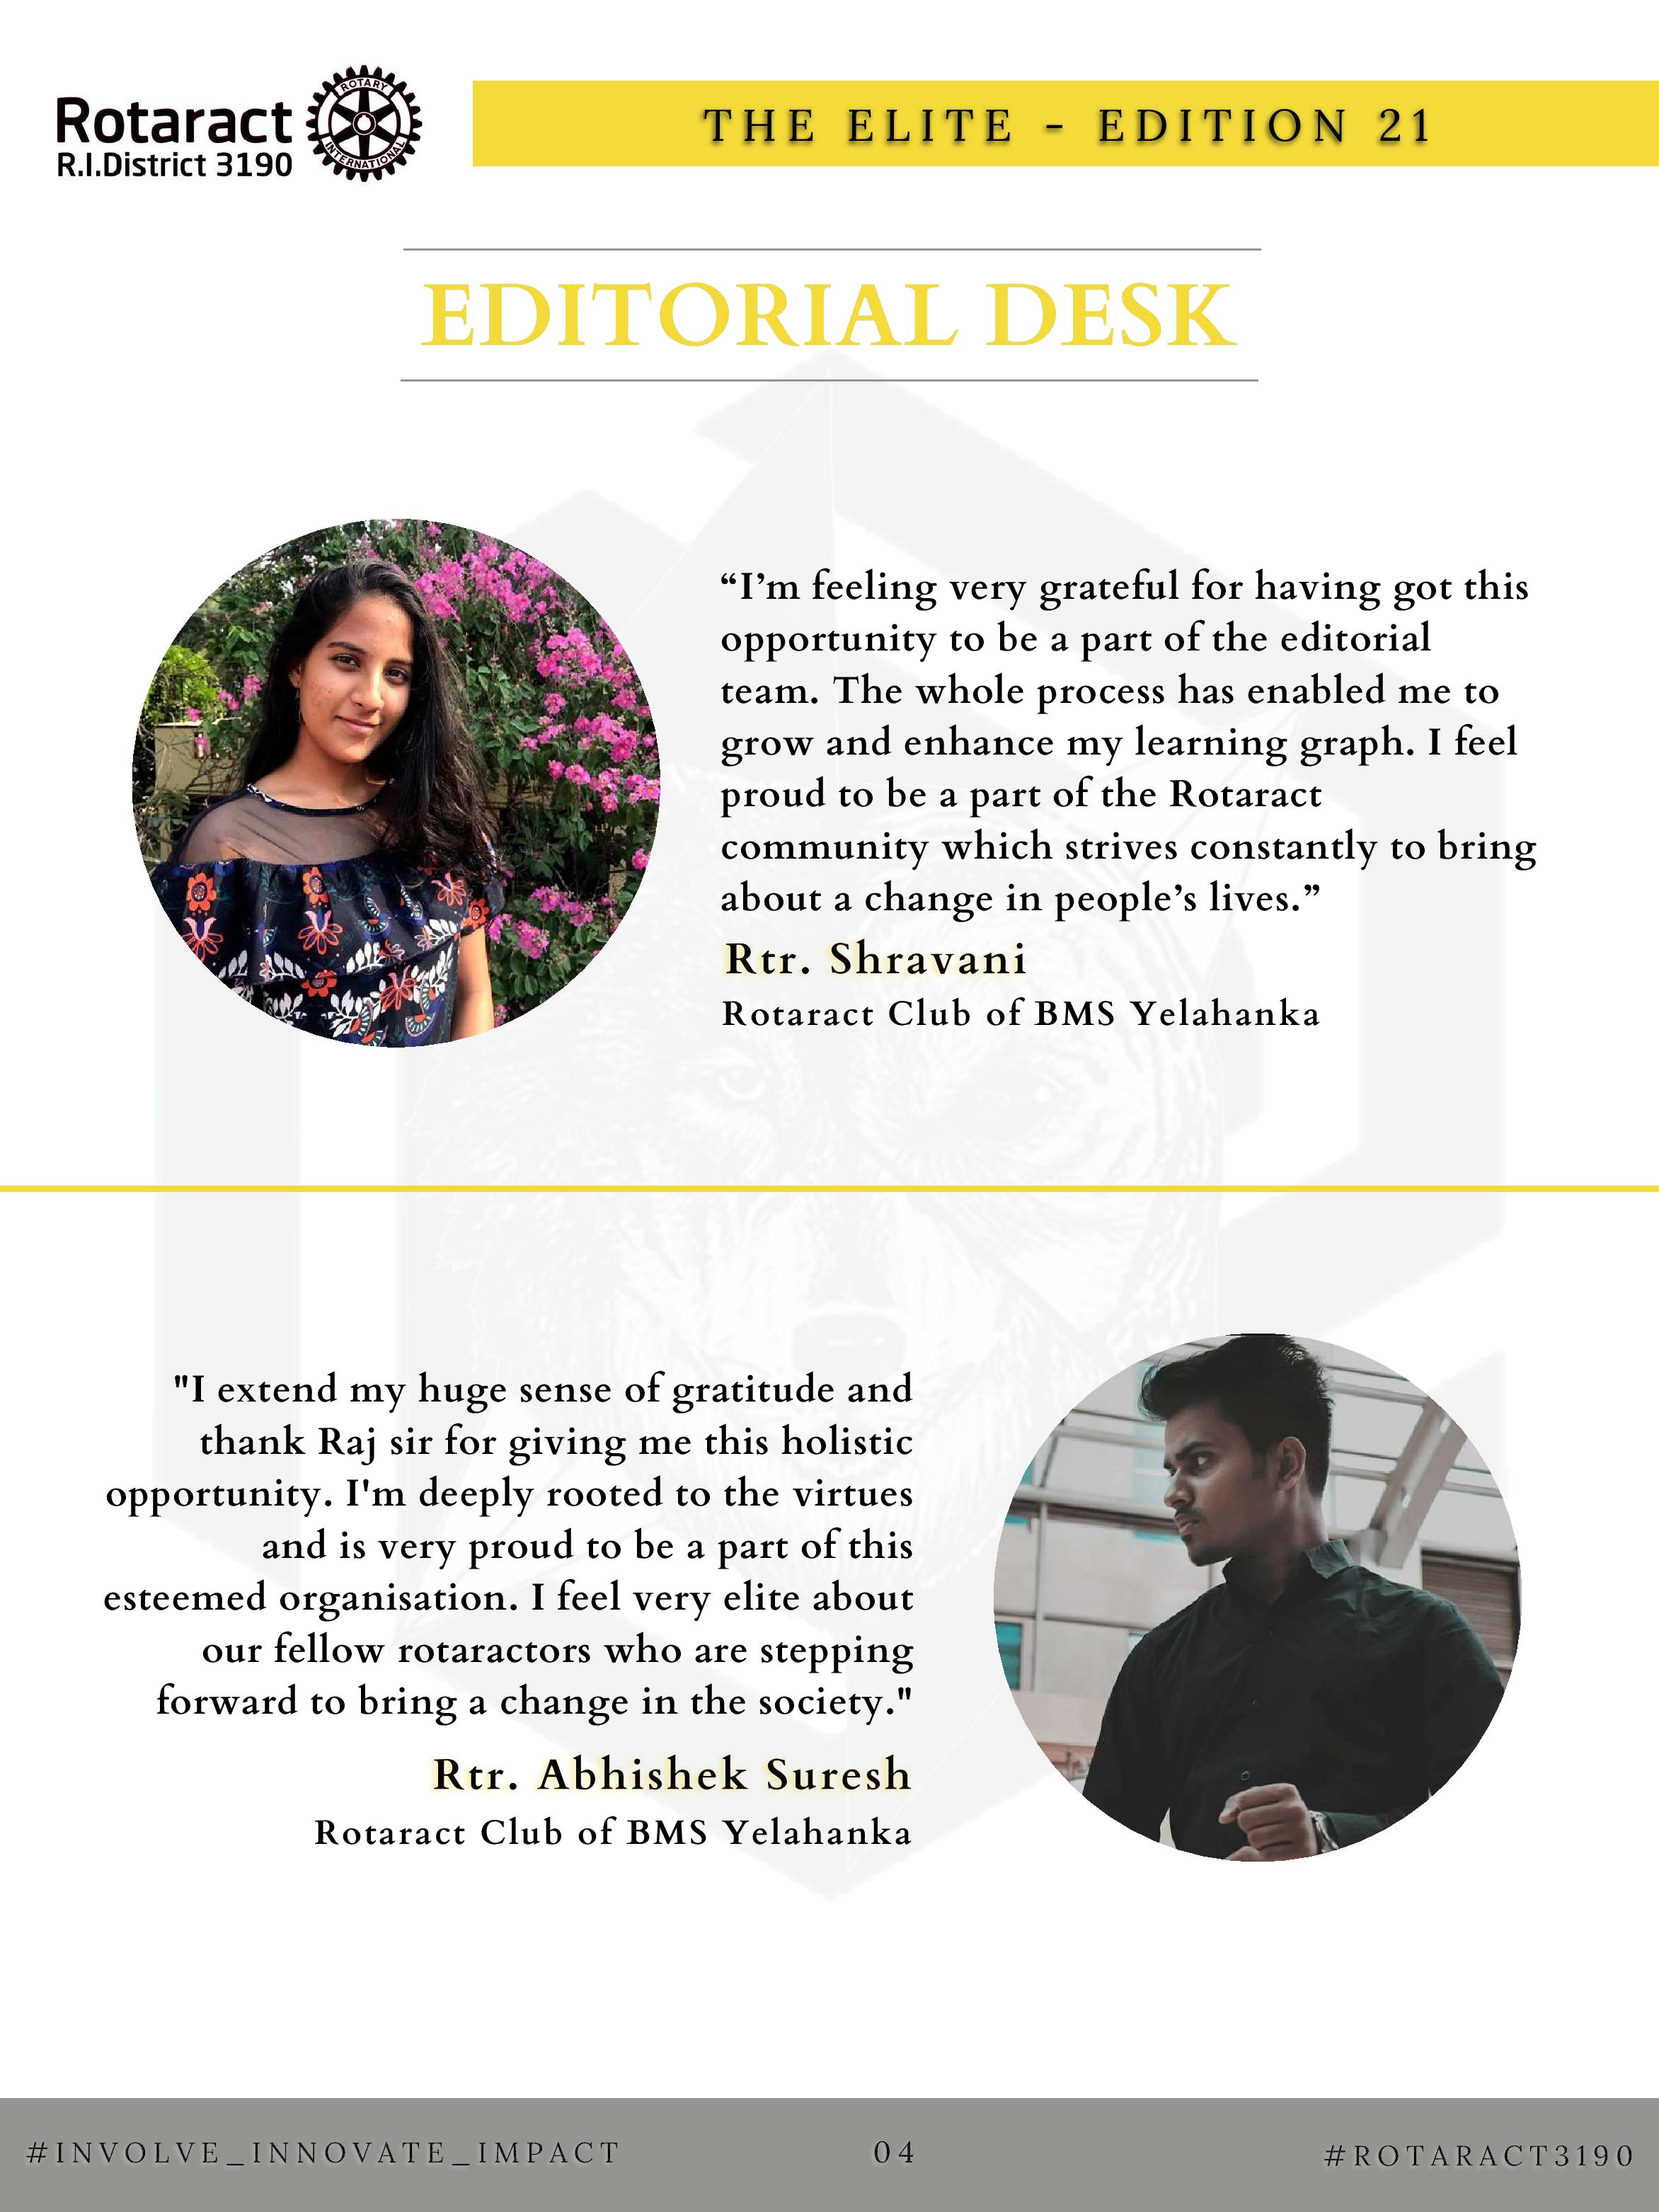 Rotaract
R.I.District 3190
ROTARY
INTERNATIONAL
THE ELITE - EDITION 21
EDITORIAL DESK
“I’m feeling very grateful for having got this
opportunity to be a part of the editorial
team. The whole process has enabled me to
grow and enhance my learning graph. I feel
proud to be a part of the Rotaract
community which strives constantly to bring
about a change in people’s lives.”
Rtr. Shravani
Rotaract Club of BMS Yelahanka
"I extend my huge sense of gratitude and
thank Raj sir for giving me this holistic
opportunity. I'm deeply rooted to the virtues
and is very proud to be a part of this
esteemed organisation. I feel very elite about
our fellow rotaractors who are stepping
forward to bring a change in the society."
Rtr. Abhishek Suresh
Rotaract Club of BMS Yelahanka
#INVOLVE_INNOVATE_IMPACT
04
#ROTARACT3190